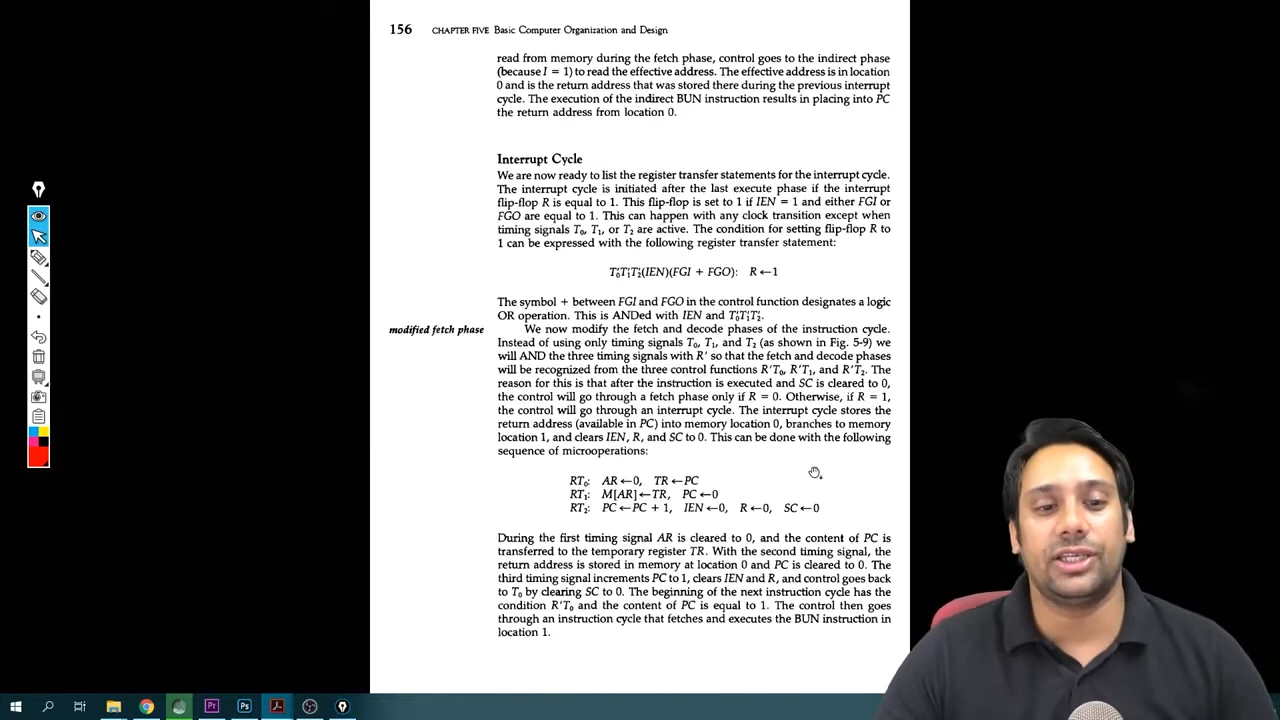 156 CHAPTER FIVE Basic Computer Organization and Design
read from memory during the fetch phase, control goes to the indirect phase
(because I = 1) to read the effective address. The effective address is in location
0 and is the return address that was stored there during the previous interrupt
cycle. The execution of the indirect BUN instruction results in placing into PC
the return address from location 0.
Interrupt Cycle
We are now ready to list the register transfer statements for the interrupt cycle.
The interrupt cycle is initiated after the last execute phase if the interrupt
flip-flop R is equal to 1. This flip-flop is set to 1 if IEN = 1 and either FGI or
FGO are equal to 1. This can happen with any clock transition except when
timing signals T₀, T₁, or T₂ are active. The condition for setting flip-flop R to
1 can be expressed with the following register transfer statement:
T₀′T₁′T₂′(IEN)(FGI + FGO): R ← 1
The symbol + between FGI and FGO in the control function designates a logic
OR operation. This is ANDed with IEN and T₀′T₁′T₂′.
modified fetch phase
We now modify the fetch and decode phases of the instruction cycle.
Instead of using only timing signals T₀, T₁, and T₂ (as shown in Fig. 5-9) we
will AND the three timing signals with R′ so that the fetch and decode phases
will be recognized from the three control functions R′T₀, R′T₁, and R′T₂. The
reason for this is that after the instruction is executed and SC is cleared to 0,
the control will go through a fetch phase only if R = 0. Otherwise, if R = 1,
the control will go through an interrupt cycle. The interrupt cycle stores the
return address (available in PC) into memory location 0, branches to memory
location 1, and clears IEN, R, and SC to 0. This can be done with the following
sequence of microoperations:
RT₀: AR ← 0, TR ← PC
RT₁: M[AR] ← TR, PC ← 0
RT₂: PC ← PC + 1, IEN ← 0, R ← 0, SC ← 0
During the first timing signal AR is cleared to 0, and the content of PC is
transferred to the temporary register TR. With the second timing signal, the
return address is stored in memory at location 0 and PC is cleared to 0. The
third timing signal increments PC to 1, clears IEN and R, and control goes back
to T₀ by clearing SC to 0. The beginning of the next instruction cycle has the
condition R′T₀ and the content of PC is equal to 1. The control then goes
through an instruction cycle that fetches and executes the BUN instruction in
location 1.
Pr Ps